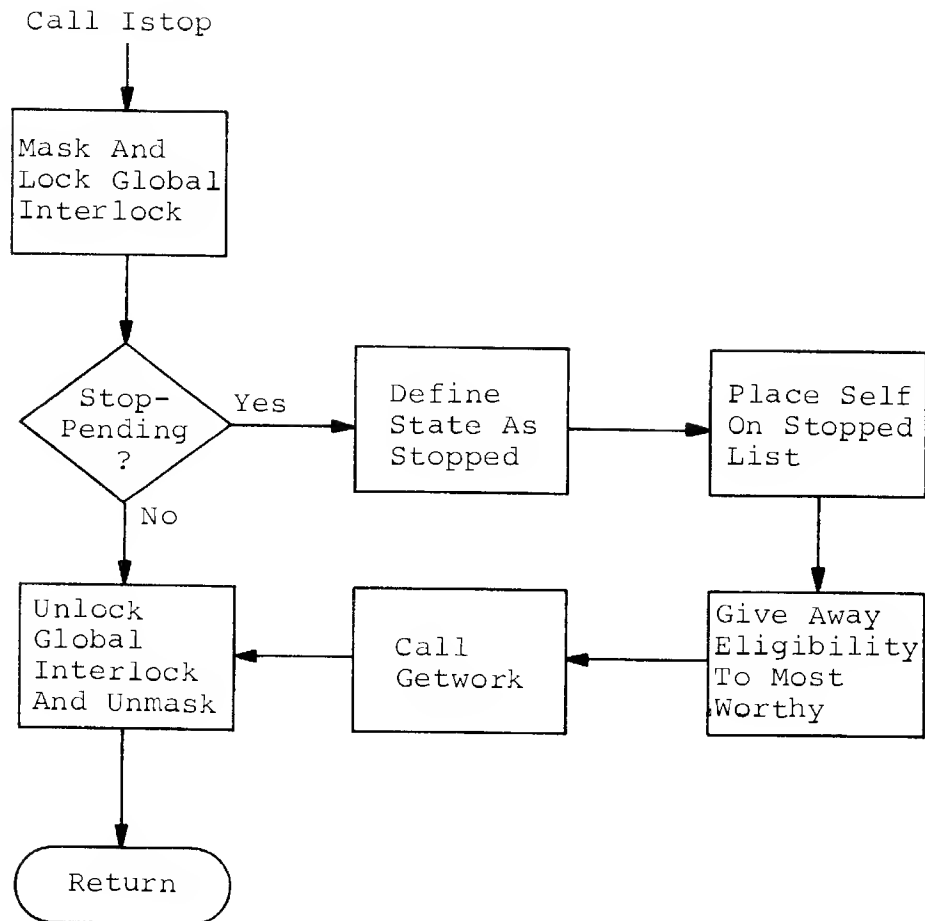 Call Istop
Mask And
Lock Global
Interlock
Stop-
Pending
?
Yes
No
Define
State As
Stopped
Place Self
On Stopped
List
Give Away
Eligibility
To Most
Worthy
Call
Getwork
Unlock
Global
Interlock
And Unmask
Return